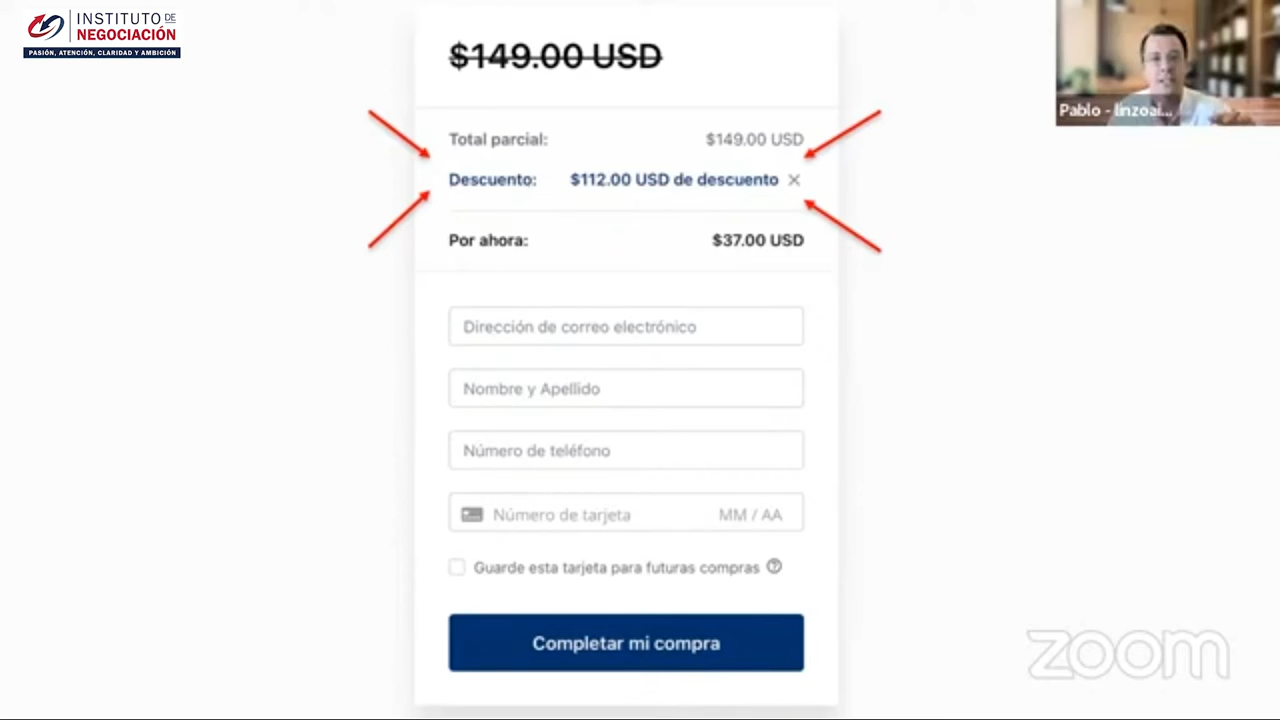 INSTITUTO DE
NEGOCIACIÓN
PASIÓN, ATENCIÓN, CLARIDAD Y AMBICIÓN
$149.00 USD
Pablo - linzoai...
Total parcial: $149.00 USD
Descuento: $112.00 USD de descuento ×
Por ahora: $37.00 USD
Dirección de correo electrónico
Nombre y Apellido
Número de teléfono
Número de tarjeta MM / AA
Guarde esta tarjeta para futuras compras ?
Completar mi compra
zoom